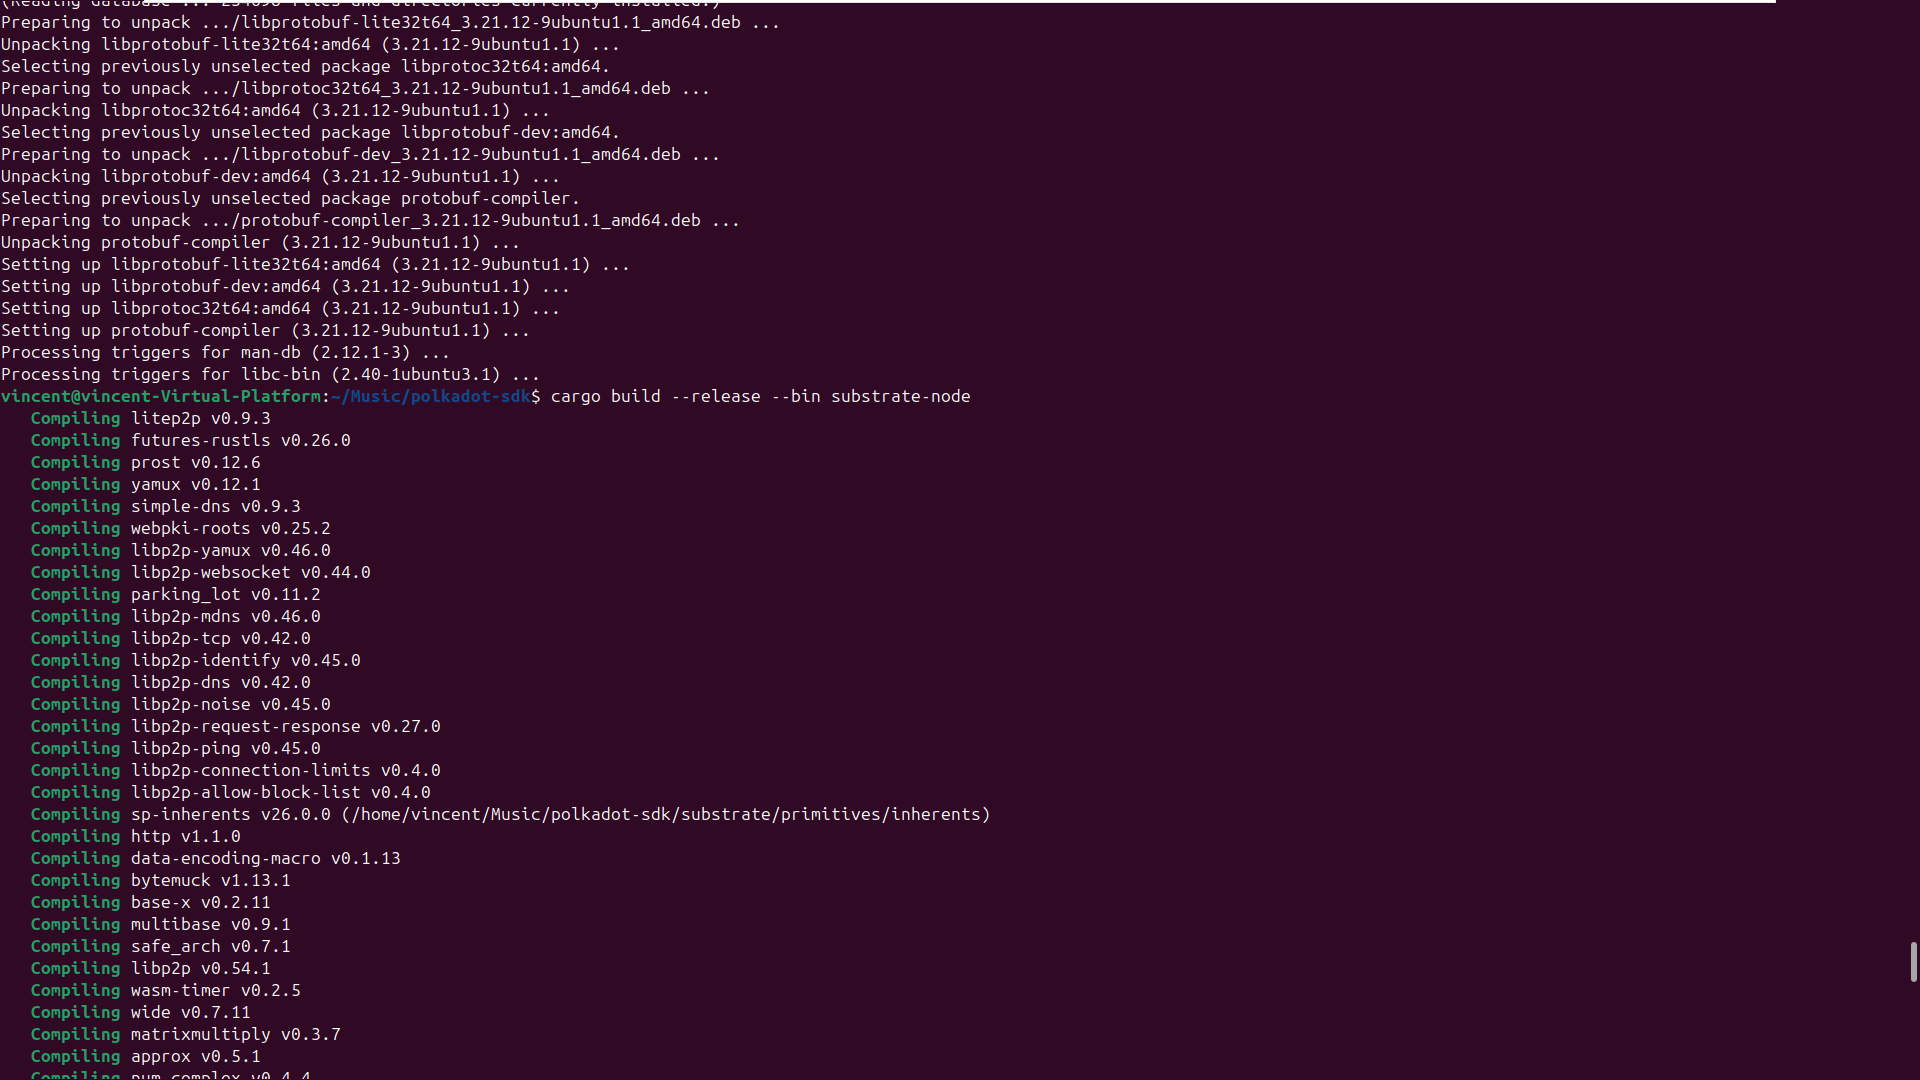 (Reading database ... 254898 files and directories currently installed.)
Preparing to unpack .../libprotobuf-lite32t64_3.21.12-9ubuntu1.1_amd64.deb ...
Unpacking libprotobuf-lite32t64:amd64 (3.21.12-9ubuntu1.1) ...
Selecting previously unselected package libprotoc32t64:amd64.
Preparing to unpack .../libprotoc32t64_3.21.12-9ubuntu1.1_amd64.deb ...
Unpacking libprotoc32t64:amd64 (3.21.12-9ubuntu1.1) ...
Selecting previously unselected package libprotobuf-dev:amd64.
Preparing to unpack .../libprotobuf-dev_3.21.12-9ubuntu1.1_amd64.deb ...
Unpacking libprotobuf-dev:amd64 (3.21.12-9ubuntu1.1) ...
Selecting previously unselected package protobuf-compiler.
Preparing to unpack .../protobuf-compiler_3.21.12-9ubuntu1.1_amd64.deb ...
Unpacking protobuf-compiler (3.21.12-9ubuntu1.1) ...
Setting up libprotobuf-lite32t64:amd64 (3.21.12-9ubuntu1.1) ...
Setting up libprotobuf-dev:amd64 (3.21.12-9ubuntu1.1) ...
Setting up libprotoc32t64:amd64 (3.21.12-9ubuntu1.1) ...
Setting up protobuf-compiler (3.21.12-9ubuntu1.1) ...
Processing triggers for man-db (2.12.1-3) ...
Processing triggers for libc-bin (2.40-1ubuntu3.1) ...
vincent@vincent-Virtual-Platform:~/Music/polkadot-sdk$ cargo build --release --bin substrate-node
Compiling litep2p v0.9.3
Compiling futures-rustls v0.26.0
Compiling prost v0.12.6
Compiling yamux v0.12.1
Compiling simple-dns v0.9.3
Compiling webpki-roots v0.25.2
Compiling libp2p-yamux v0.46.0
Compiling libp2p-websocket v0.44.0
Compiling parking_lot v0.11.2
Compiling libp2p-mdns v0.46.0
Compiling libp2p-tcp v0.42.0
Compiling libp2p-identify v0.45.0
Compiling libp2p-dns v0.42.0
Compiling libp2p-noise v0.45.0
Compiling libp2p-request-response v0.27.0
Compiling libp2p-ping v0.45.0
Compiling libp2p-connection-limits v0.4.0
Compiling libp2p-allow-block-list v0.4.0
Compiling sp-inherents v26.0.0 (/home/vincent/Music/polkadot-sdk/substrate/primitives/inherents)
Compiling http v1.1.0
Compiling data-encoding-macro v0.1.13
Compiling bytemuck v1.13.1
Compiling base-x v0.2.11
Compiling multibase v0.9.1
Compiling safe_arch v0.7.1
Compiling libp2p v0.54.1
Compiling wasm-timer v0.2.5
Compiling wide v0.7.11
Compiling matrixmultiply v0.3.7
Compiling approx v0.5.1
Compiling num-complex v0.4.4